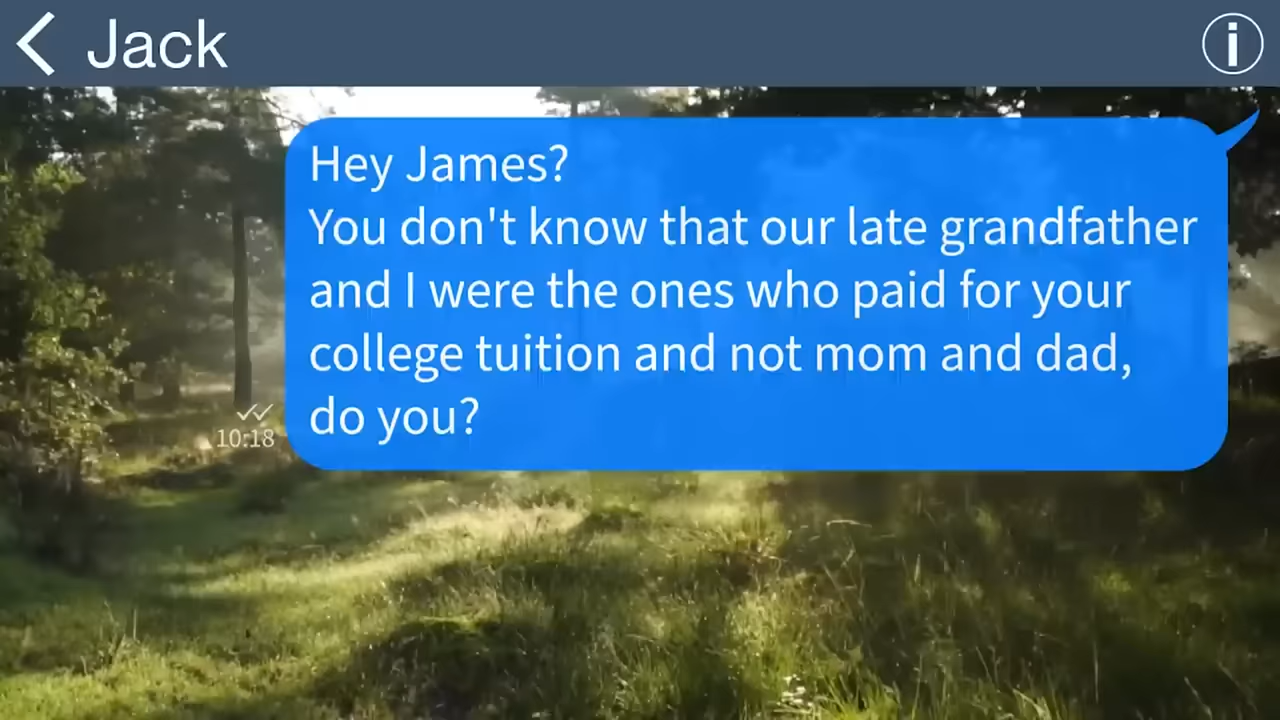 Jack
Hey James?
You don't know that our late grandfather
and I were the ones who paid for your
college tuition and not mom and dad,
do you?
10:18